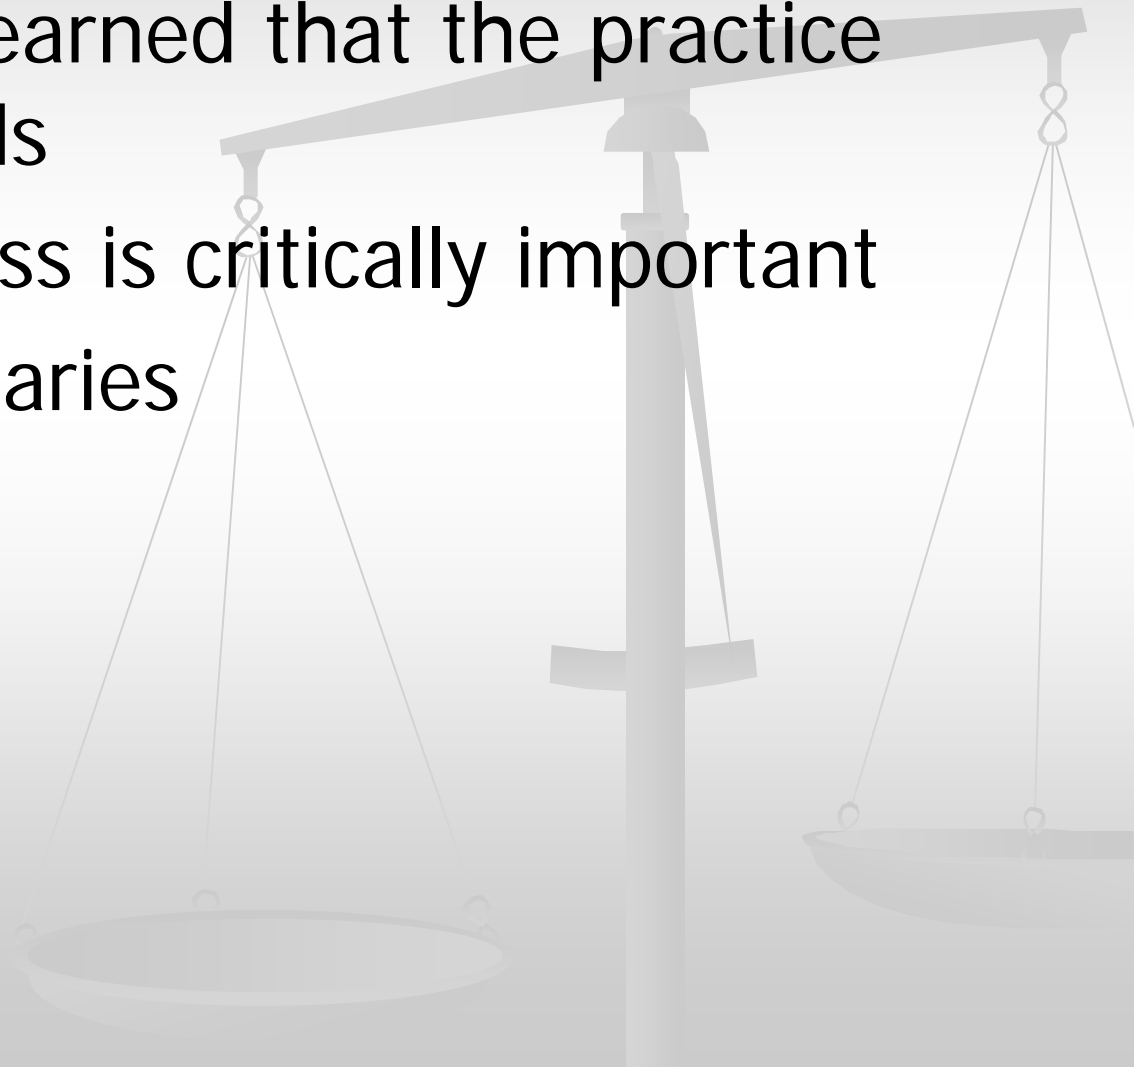 earned that the practice
ls
ss is critically important
aries